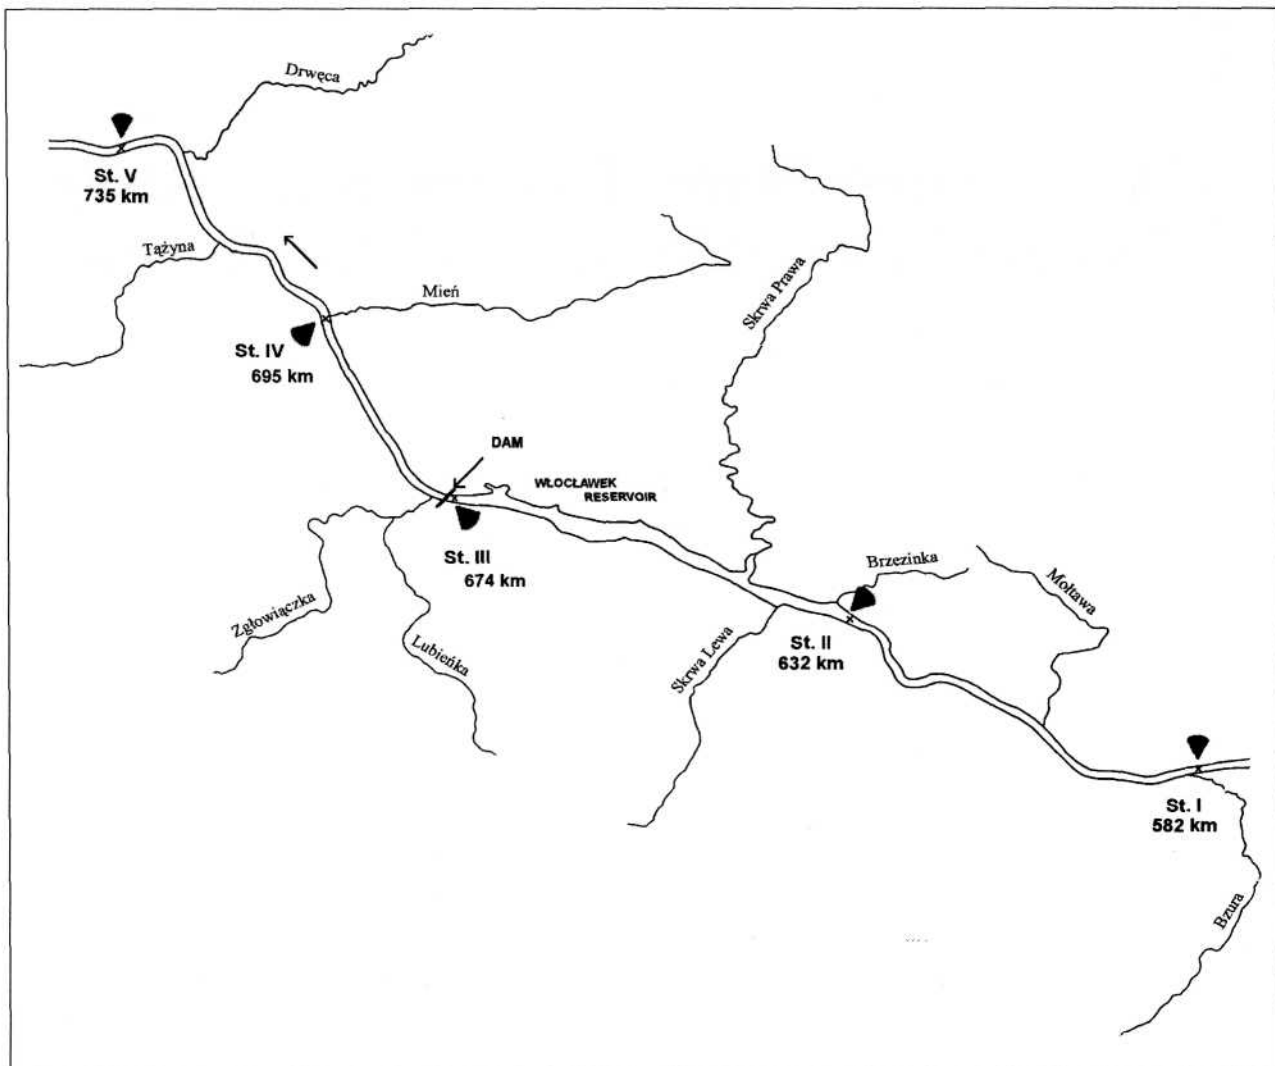 Drwęca
St. V
735 km
Tążyna
Mień
Skrwa Prawa
St. IV
695 km
DAM
WŁOCŁAWEK
RESERVOIR
St. III
674 km
Zgłowiączka
Lubieńka
Brzezinka
Mołtawa
Skrwa Lewa
St. II
632 km
St. I
582 km
Bzura